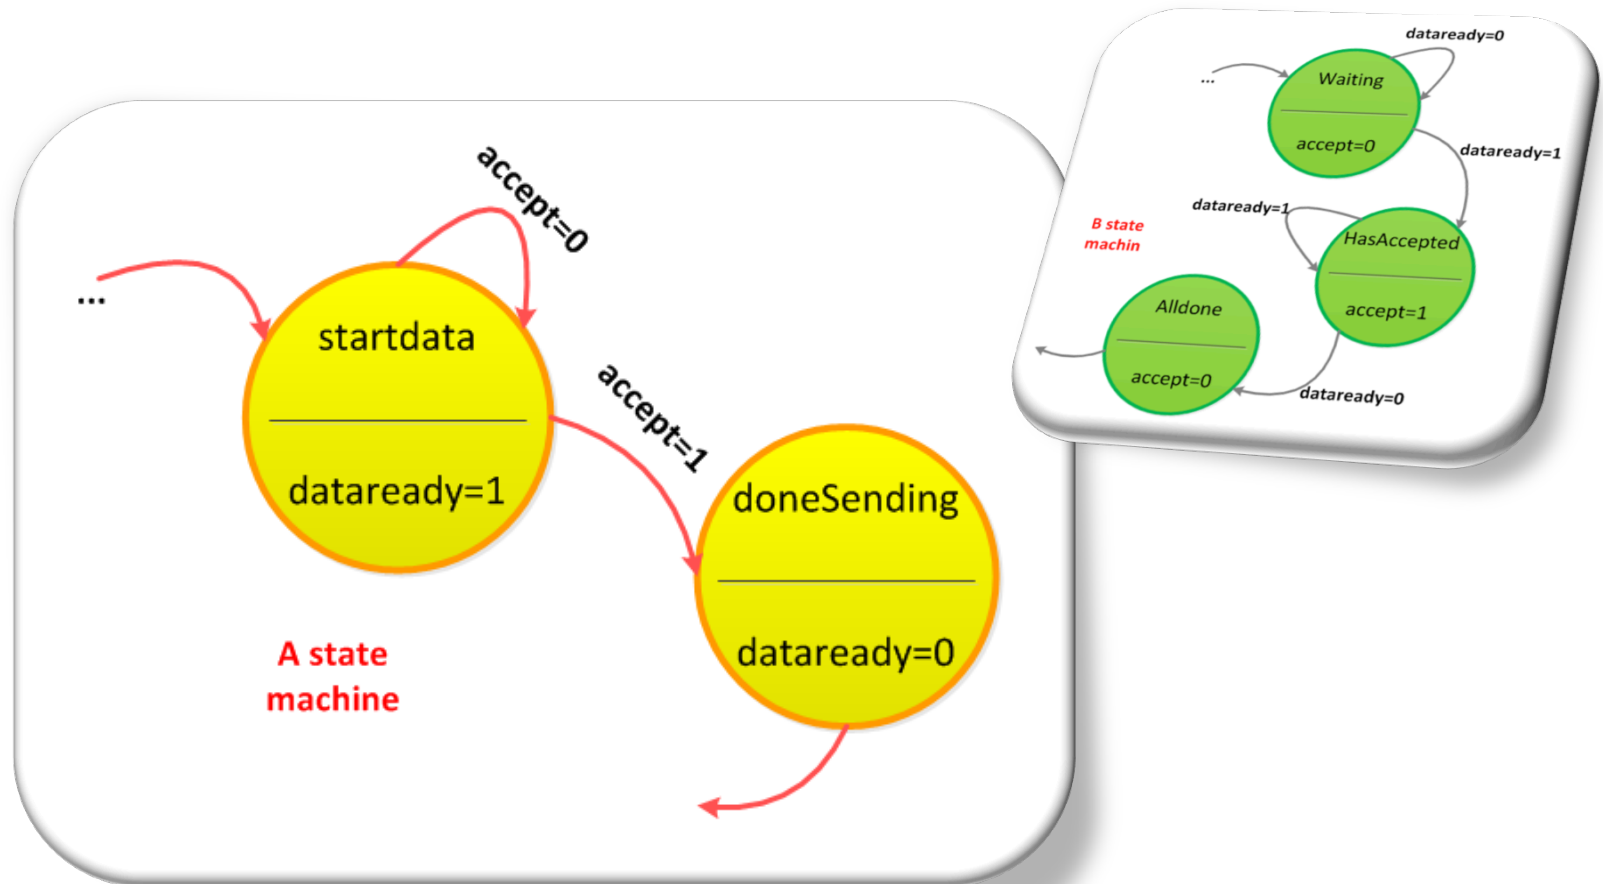 accept=0
...
startdata
dataready=1
accept=1
doneSending
dataready=0
A state
machine
dataready=0
...
Waiting
accept=0
dataready=1
dataready=1
HasAccepted
accept=1
B state
machin
Alldone
accept=0
dataready=0